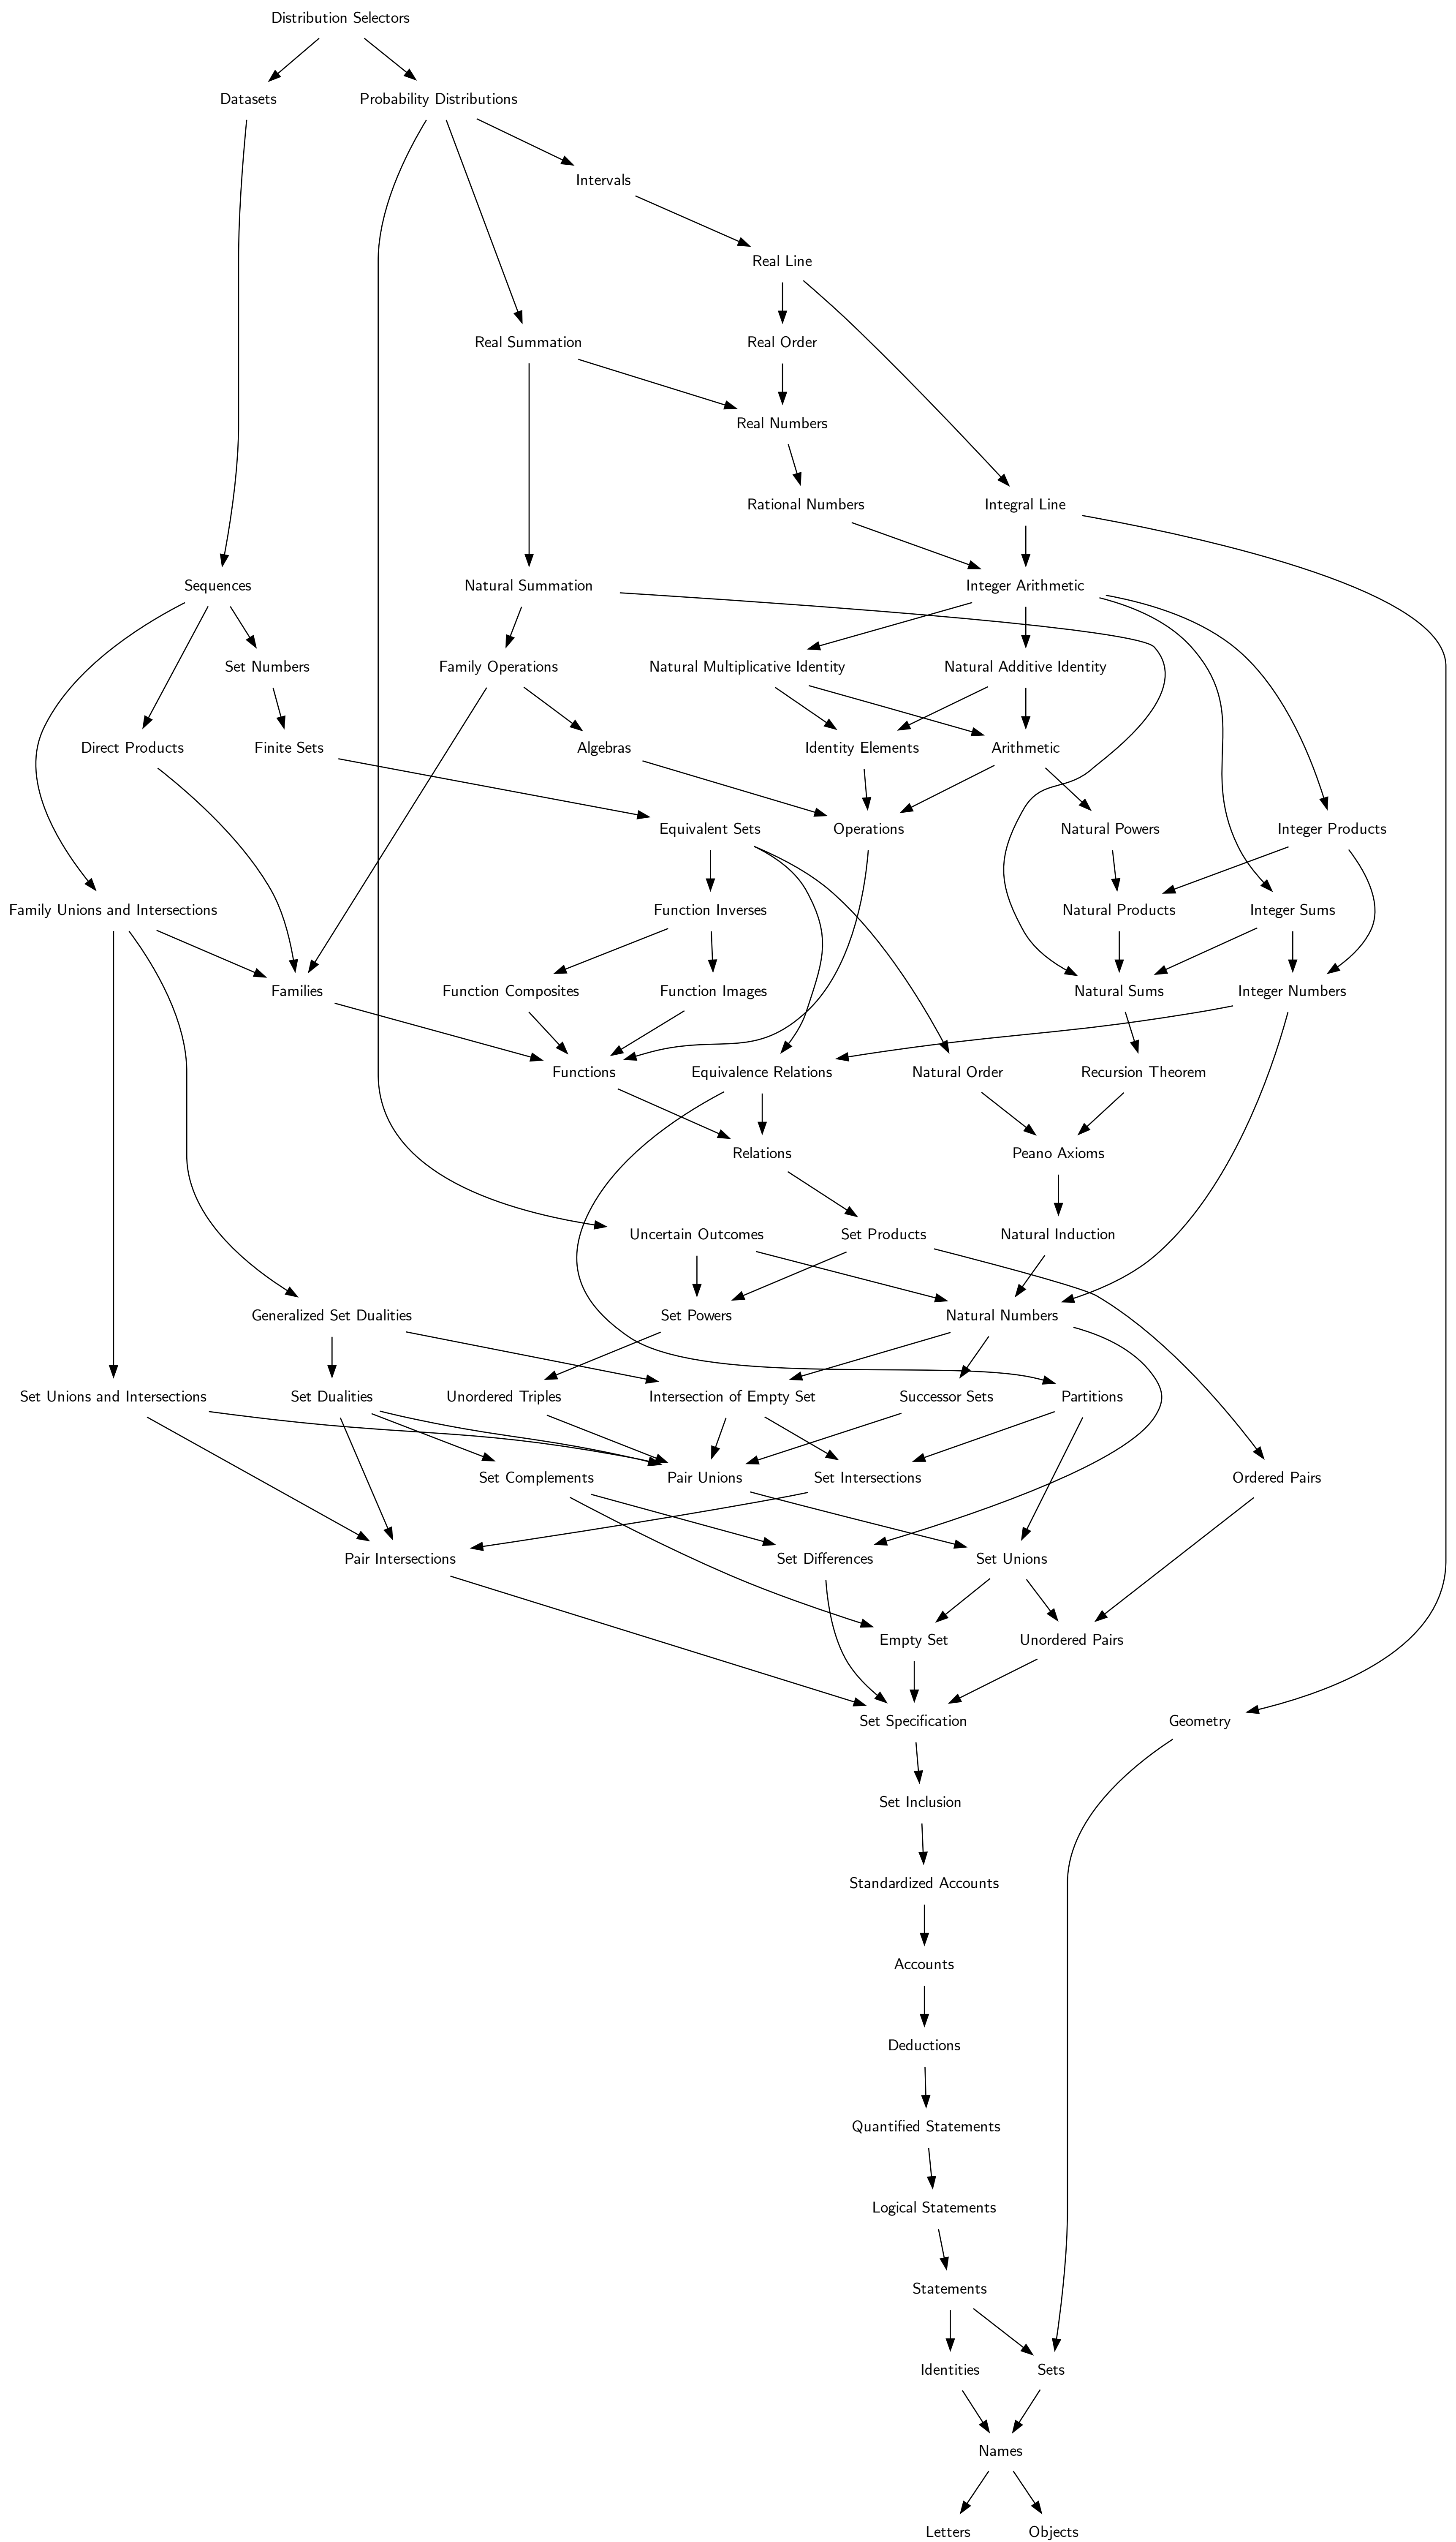 Distribution Selectors
Datasets
Probability Distributions
Intervals
Real Line
Real Summation
Real Order
Real Numbers
Rational Numbers
Integral Line
Sequences
Natural Summation
Integer Arithmetic
Set Numbers
Family Operations
Natural Multiplicative Identity
Natural Additive Identity
Direct Products
Finite Sets
Algebras
Identity Elements
Arithmetic
Equivalent Sets
Operations
Natural Powers
Integer Products
Family Unions and Intersections
Function Inverses
Natural Products
Integer Sums
Families
Function Composites
Function Images
Natural Sums
Integer Numbers
Functions
Equivalence Relations
Natural Order
Recursion Theorem
Relations
Peano Axioms
Uncertain Outcomes
Set Products
Natural Induction
Generalized Set Dualities
Set Powers
Natural Numbers
Set Unions and Intersections
Set Dualities
Unordered Triples
Intersection of Empty Set
Successor Sets
Partitions
Set Complements
Pair Unions
Set Intersections
Ordered Pairs
Pair Intersections
Set Differences
Set Unions
Empty Set
Unordered Pairs
Set Specification
Geometry
Set Inclusion
Standardized Accounts
Accounts
Deductions
Quantified Statements
Logical Statements
Statements
Identities
Sets
Names
Letters
Objects